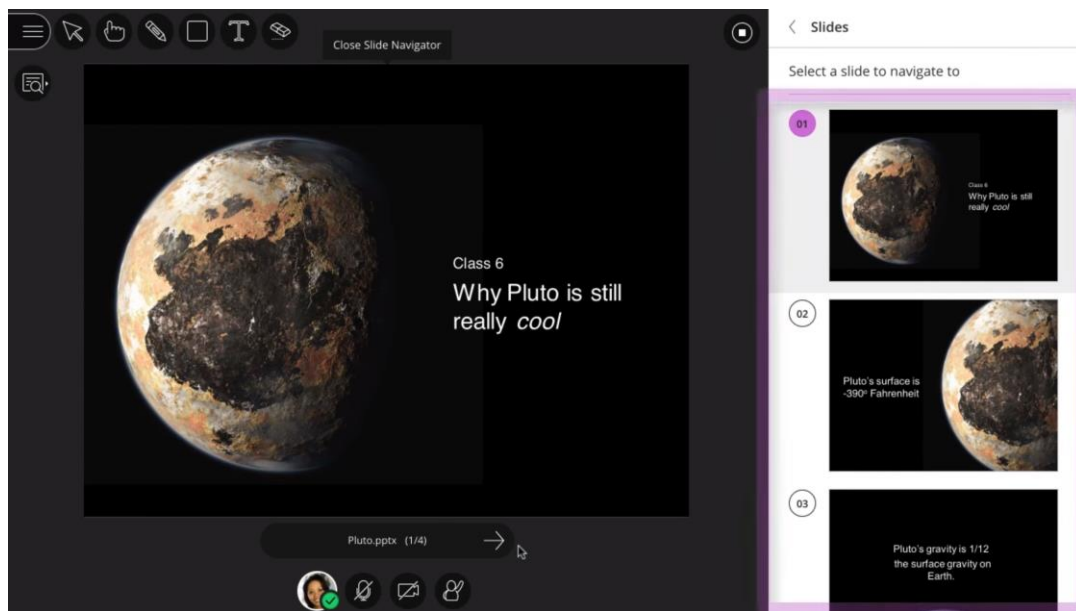 Close Slide Navigator
Class 6
Why Pluto is still
really cool
Pluto.pptx (1/4)
Slides
Select a slide to navigate to
01
Class 6
Why Pluto is still
really cool
02
Pluto's surface is
-390º Fahrenheit
03
Pluto's gravity is 1/12
the surface gravity on
Earth.